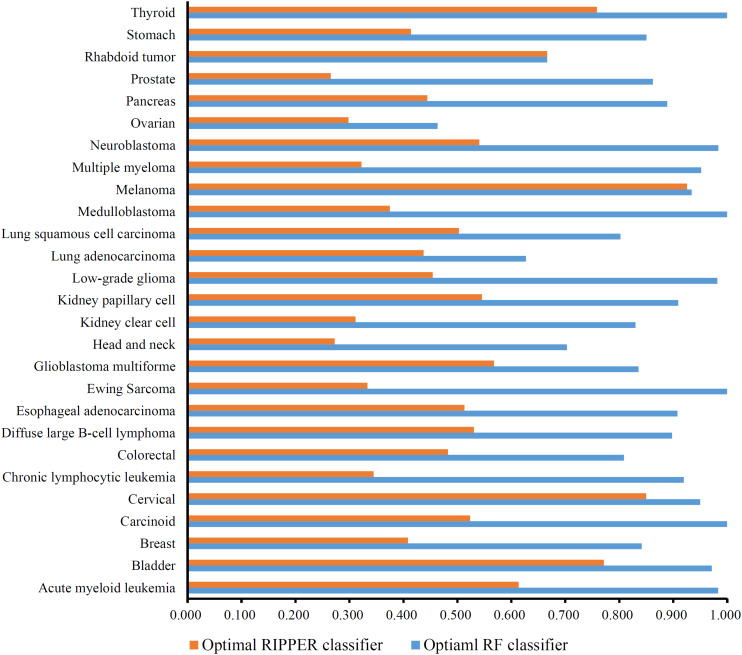 Thyroid
Stomach
Rhabdoid tumor
Prostate
Pancreas
Ovarian
Neuroblastoma
Multiple myeloma
Melanoma
Medulloblastoma
Lung squamous cell carcinoma
Lung adenocarcinoma
Low-grade glioma
Kidney papillary cell
Kidney clear cell
Head and neck
Glioblastoma multiforme
Ewing Sarcoma
Esophageal adenocarcinoma
Diffuse large B-cell lymphoma
Colorectal
Chronic lymphocytic leukemia
Cervical
Carcinoid
Breast
Bladder
Acute myeloid leukemia
0.000 0.100 0.200 0.300 0.400 0.500 0.600 0.700 0.800 0.900 1.000
Optimal RIPPER classifier Optiaml RF classifier